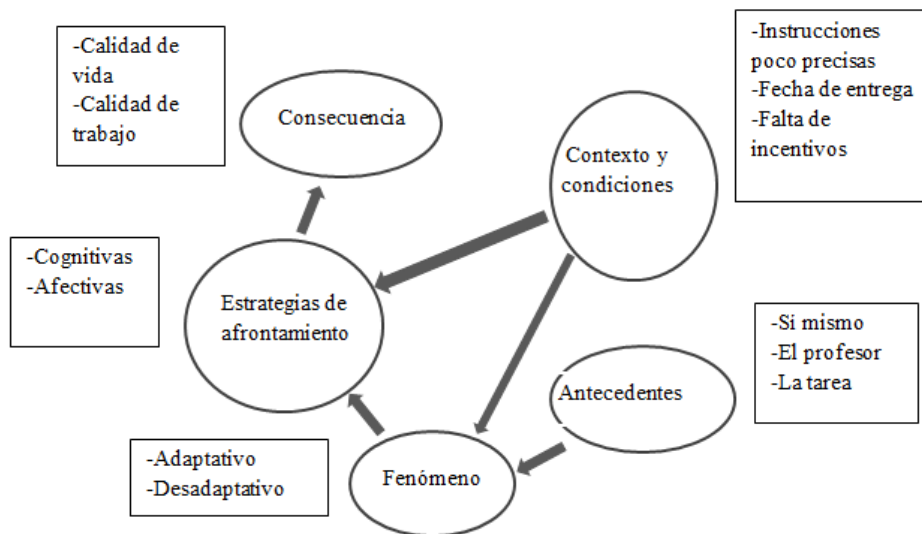 -Calidad de
vida
-Calidad de
trabajo
Consecuencia
-Instrucciones
poco precisas
-Fecha de entrega
-Falta de
incentivos
Contexto y
condiciones
-Cognitivas
-Afectivas
Estrategias de
afrontamiento
-Si mismo
-El profesor
-La tarea
Antecedentes
-Adaptativo
-Desadaptativo
Fenómeno